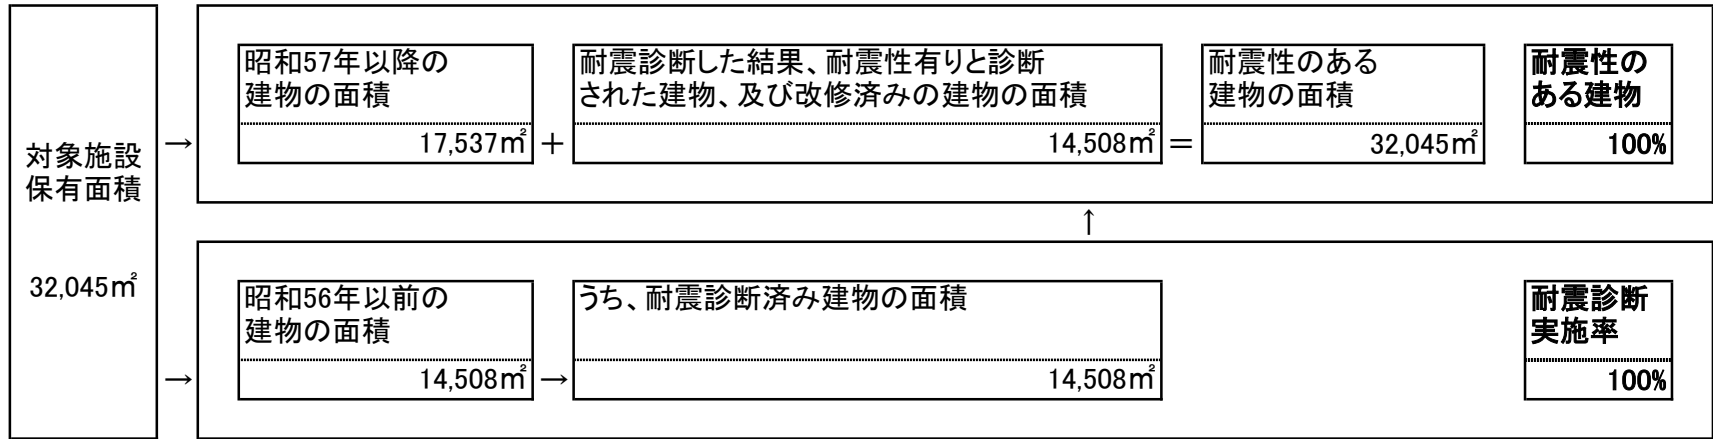 対象施設
保有面積
32,045㎡
→
昭和57年以降の
建物の面積
17,537㎡
＋
耐震診断した結果、耐震性有りと診断
された建物、及び改修済みの建物の面積
14,508㎡
＝
耐震性のある
建物の面積
32,045㎡
耐震性の
ある建物
100%
↑
→
昭和56年以前の
建物の面積
14,508㎡
→
うち、耐震診断済み建物の面積
14,508㎡
耐震診断
実施率
100%